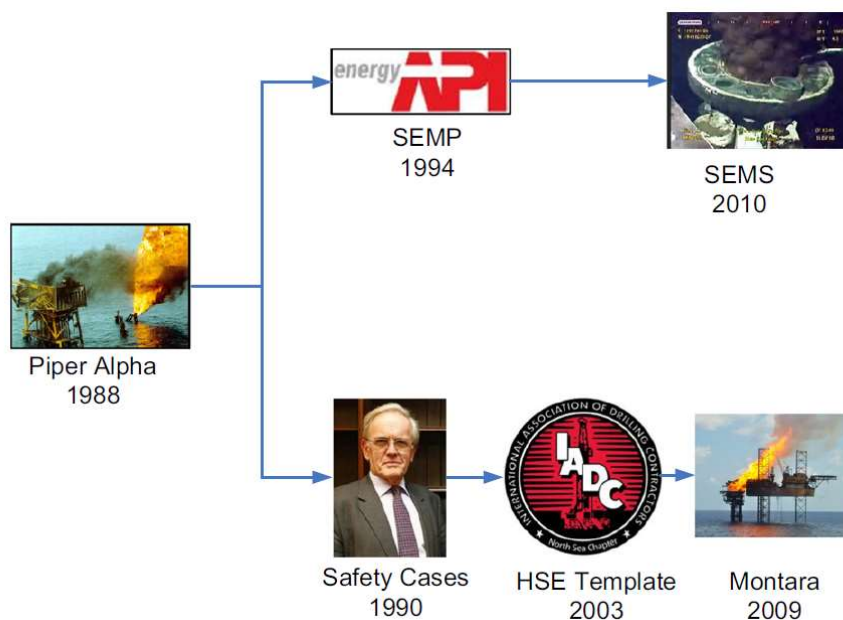 energy API
SEMP
1994
SEMS
2010
Piper Alpha
1988
INTERNATIONAL ASSOCIATION OF DRILLING CONTRACTORS
IADC
North Sea Chapter
Safety Cases
1990
HSE Template
2003
Montara
2009